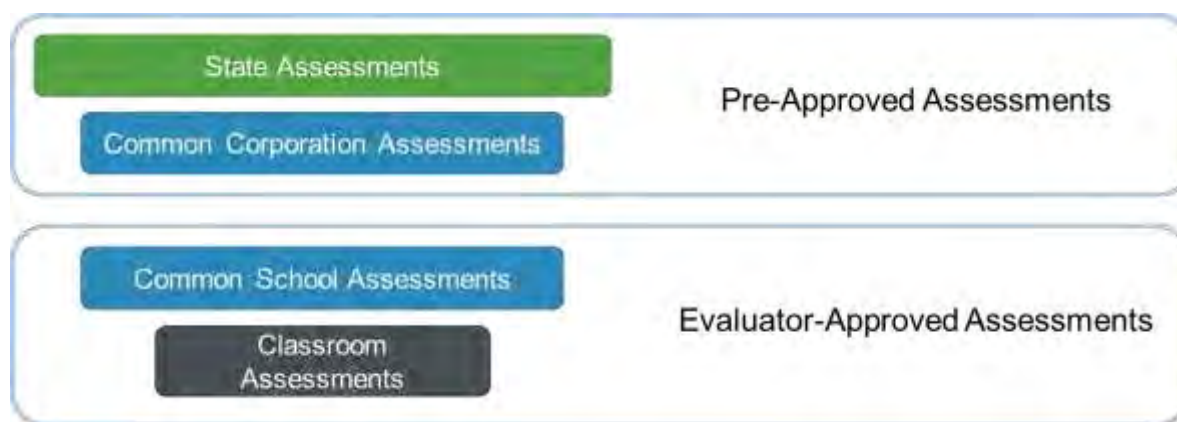 State Assessments
Common Corporation Assessments
Pre-Approved Assessments
Common School Assessments
Classroom
Assessments
Evaluator-Approved Assessments